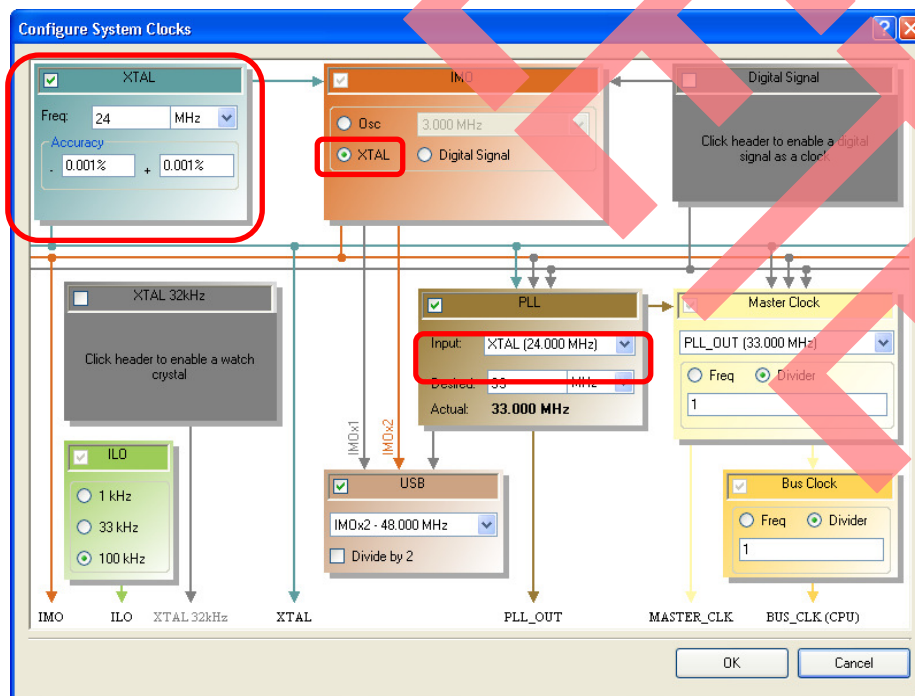 Configure System Clocks
XTAL
Freq: 24 MHz
Accuracy
- 0.001% + 0.001%
IMO
Osc 3.000 MHz
XTAL Digital Signal
Digital Signal
Click header to enable a digital
signal as a clock
XTAL 32kHz
Click header to enable a watch
crystal
PLL
Input: XTAL (24.000 MHz)
Desired: 33 MHz
Actual: 33.000 MHz
Master Clock
PLL_OUT (33.000 MHz)
Freq Divider
1
IMOx1
IMOx2
ILO
1 kHz
33 kHz
100 kHz
USB
IMOx2 - 48.000 MHz
Divide by 2
Bus Clock
Freq Divider
1
IMO ILO XTAL 32kHz XTAL PLL_OUT MASTER_CLK BUS_CLK (CPU)
OK Cancel